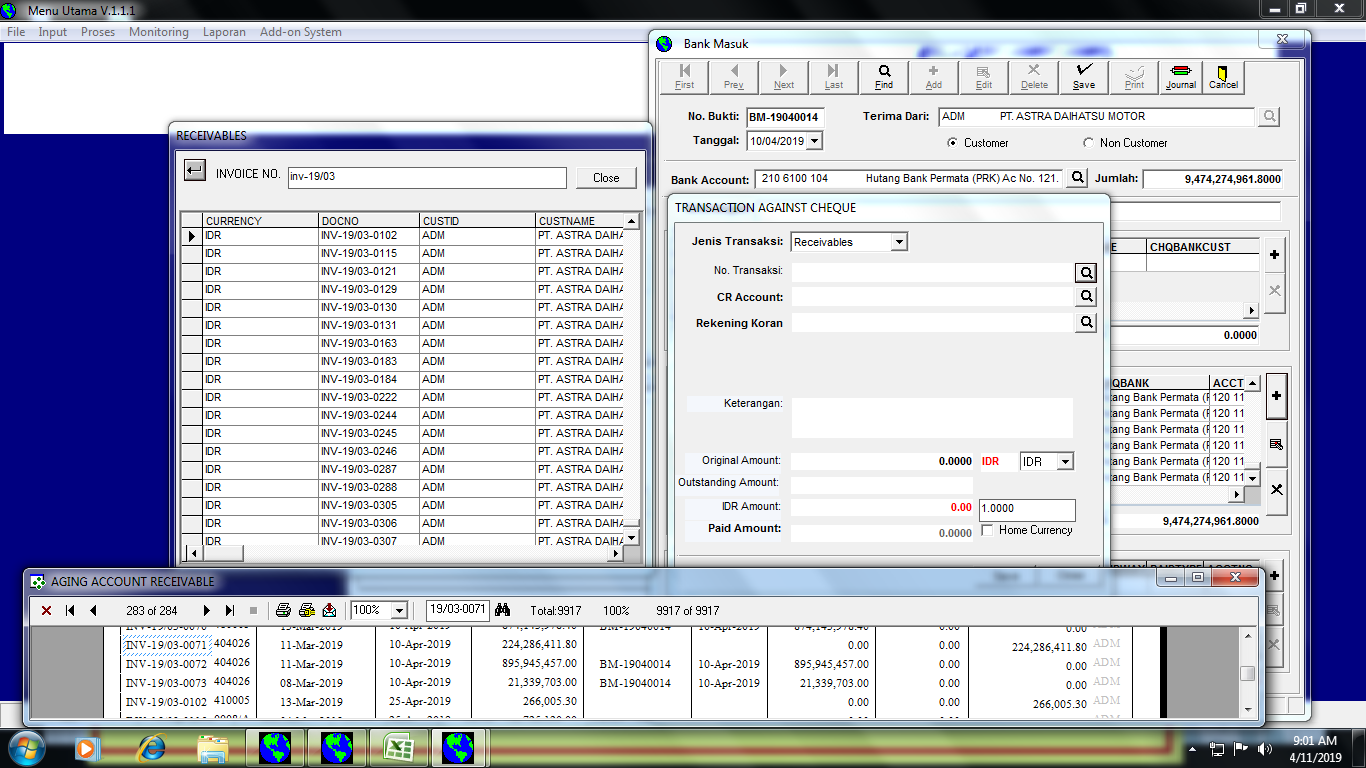 Menu Utama V.1.1.1
File Input Proses Monitoring Laporan Add-on System
Bank Masuk
First Prev Next Last Find Add Edit Delete Save Print Journal Cancel
No. Bukti: BM-19040014 Terima Dari: ADM PT. ASTRA DAIHATSU MOTOR
Tanggal: 10/04/2019 Customer Non Customer
Bank Account: 210 6100 104 Hutang Bank Permata (PRK) Ac No. 121. Jumlah: 9,474,274,961.8000
RECEIVABLES
INVOICE NO. inv-19/03 Close
CURRENCY DOCNO CUSTID CUSTNAME
IDR INV-19/03-0102 ADM PT. ASTRA DAIHA
IDR INV-19/03-0115 ADM PT. ASTRA DAIHA
IDR INV-19/03-0121 ADM PT. ASTRA DAIHA
IDR INV-19/03-0129 ADM PT. ASTRA DAIHA
IDR INV-19/03-0130 ADM PT. ASTRA DAIHA
IDR INV-19/03-0131 ADM PT. ASTRA DAIHA
IDR INV-19/03-0163 ADM PT. ASTRA DAIHA
IDR INV-19/03-0183 ADM PT. ASTRA DAIHA
IDR INV-19/03-0184 ADM PT. ASTRA DAIHA
IDR INV-19/03-0222 ADM PT. ASTRA DAIHA
IDR INV-19/03-0244 ADM PT. ASTRA DAIHA
IDR INV-19/03-0245 ADM PT. ASTRA DAIHA
IDR INV-19/03-0246 ADM PT. ASTRA DAIHA
IDR INV-19/03-0287 ADM PT. ASTRA DAIHA
IDR INV-19/03-0288 ADM PT. ASTRA DAIHA
IDR INV-19/03-0305 ADM PT. ASTRA DAIHA
IDR INV-19/03-0306 ADM PT. ASTRA DAIHA
IDR INV-19/03-0307 ADM PT. ASTRA DAIHA
TRANSACTION AGAINST CHEQUE
Jenis Transaksi: Receivables
No. Transaksi:
CR Account:
Rekening Koran
Keterangan:
Original Amount: 0.0000 IDR IDR
Outstanding Amount:
IDR Amount: 0.00 1.0000
Paid Amount: 0.0000 Home Currency
E CHQBANKCUST
0.0000
QBANK ACCT
tang Bank Permata (F 120 11
tang Bank Permata (F 120 11
tang Bank Permata (F 120 11
tang Bank Permata (F 120 11
tang Bank Permata (F 120 11
tang Bank Permata (F 120 11
9,474,274,961.8000
AGING ACCOUNT RECEIVABLE
283 of 284 100% 19/03-0071 Total:9917 100% 9917 of 9917
INV-19/03-0071 404026 11-Mar-2019 10-Apr-2019 224,286,411.80 0.00 0.00 224,286,411.80 ADM
INV-19/03-0072 404026 11-Mar-2019 10-Apr-2019 895,945,457.00 BM-19040014 10-Apr-2019 895,945,457.00 0.00 0.00 ADM
INV-19/03-0073 404026 08-Mar-2019 10-Apr-2019 21,339,703.00 BM-19040014 10-Apr-2019 21,339,703.00 0.00 0.00 ADM
INV-19/03-0102 410005 13-Mar-2019 25-Apr-2019 266,005.30 0.00 0.00 266,005.30 ADM
9:01 AM
4/11/2019